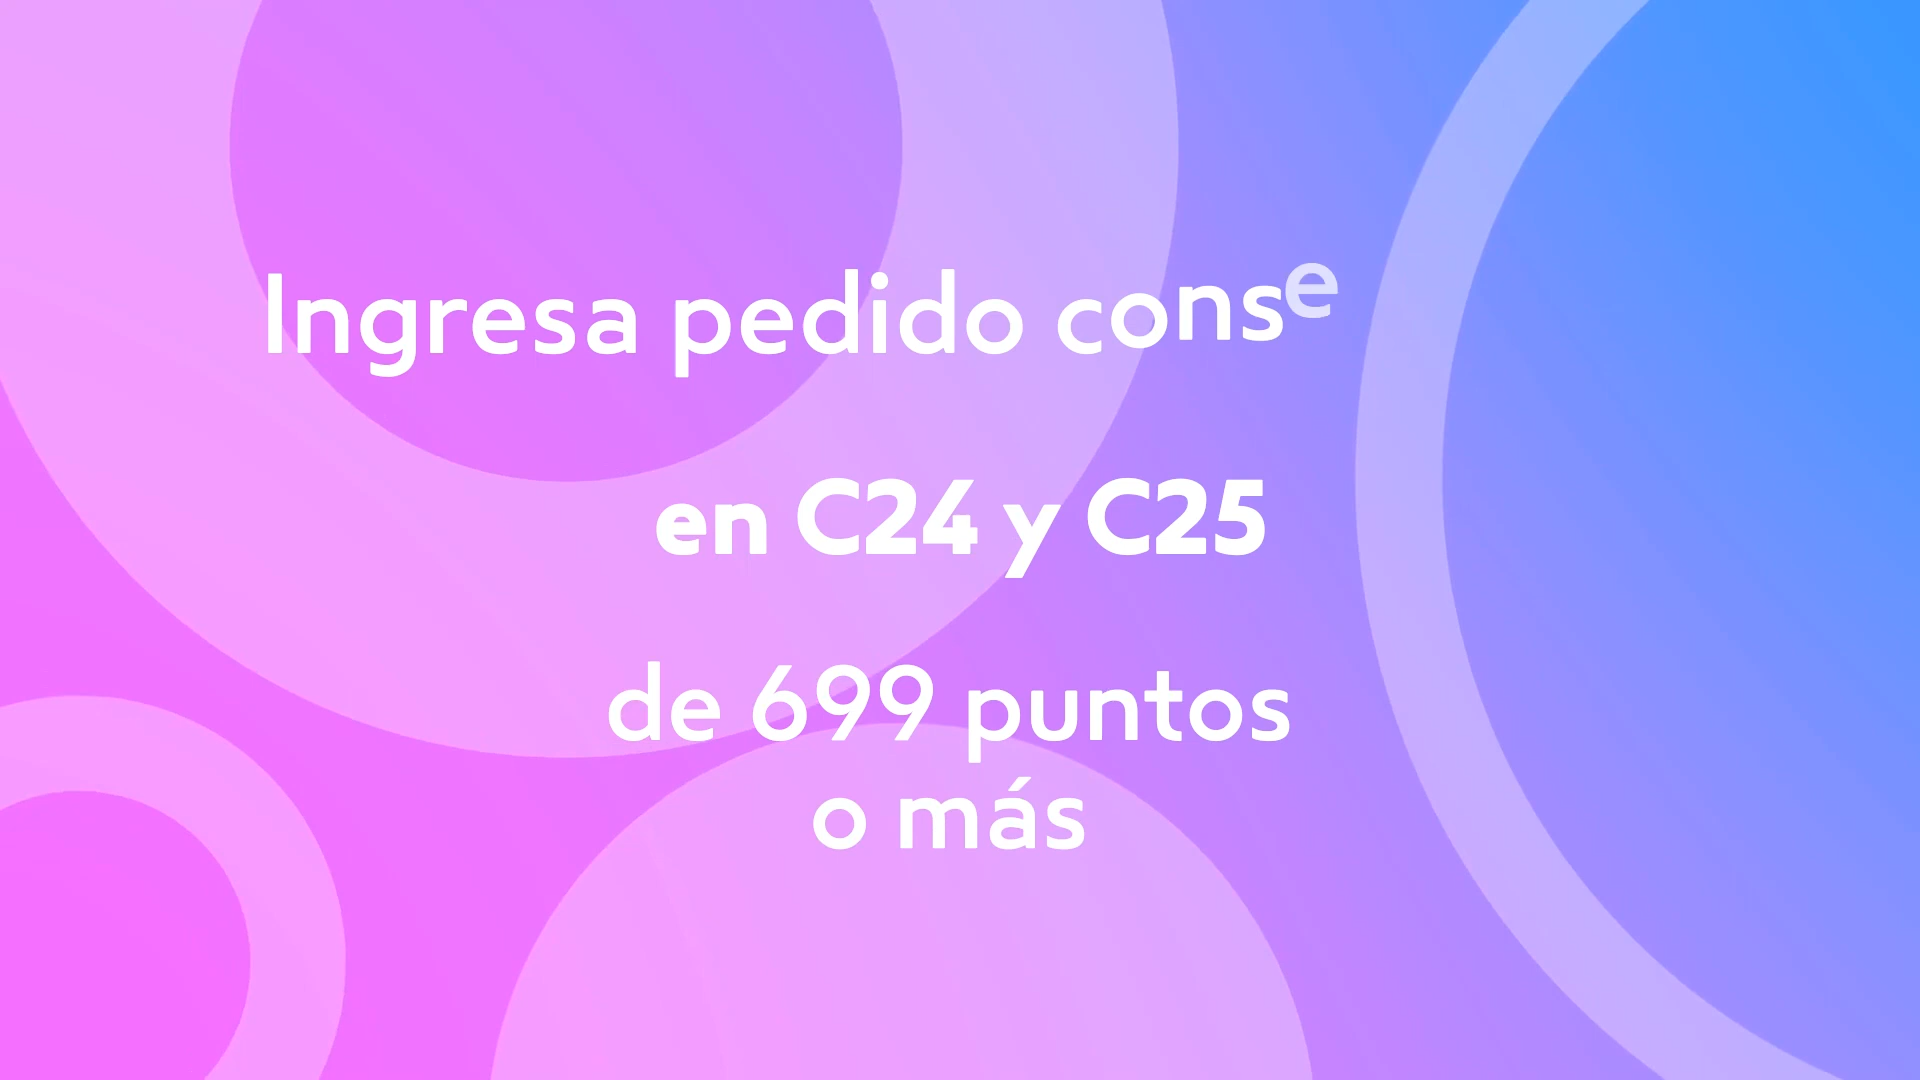 Ingresa pedido conse
en C24 y C25
de 699 puntos
o más